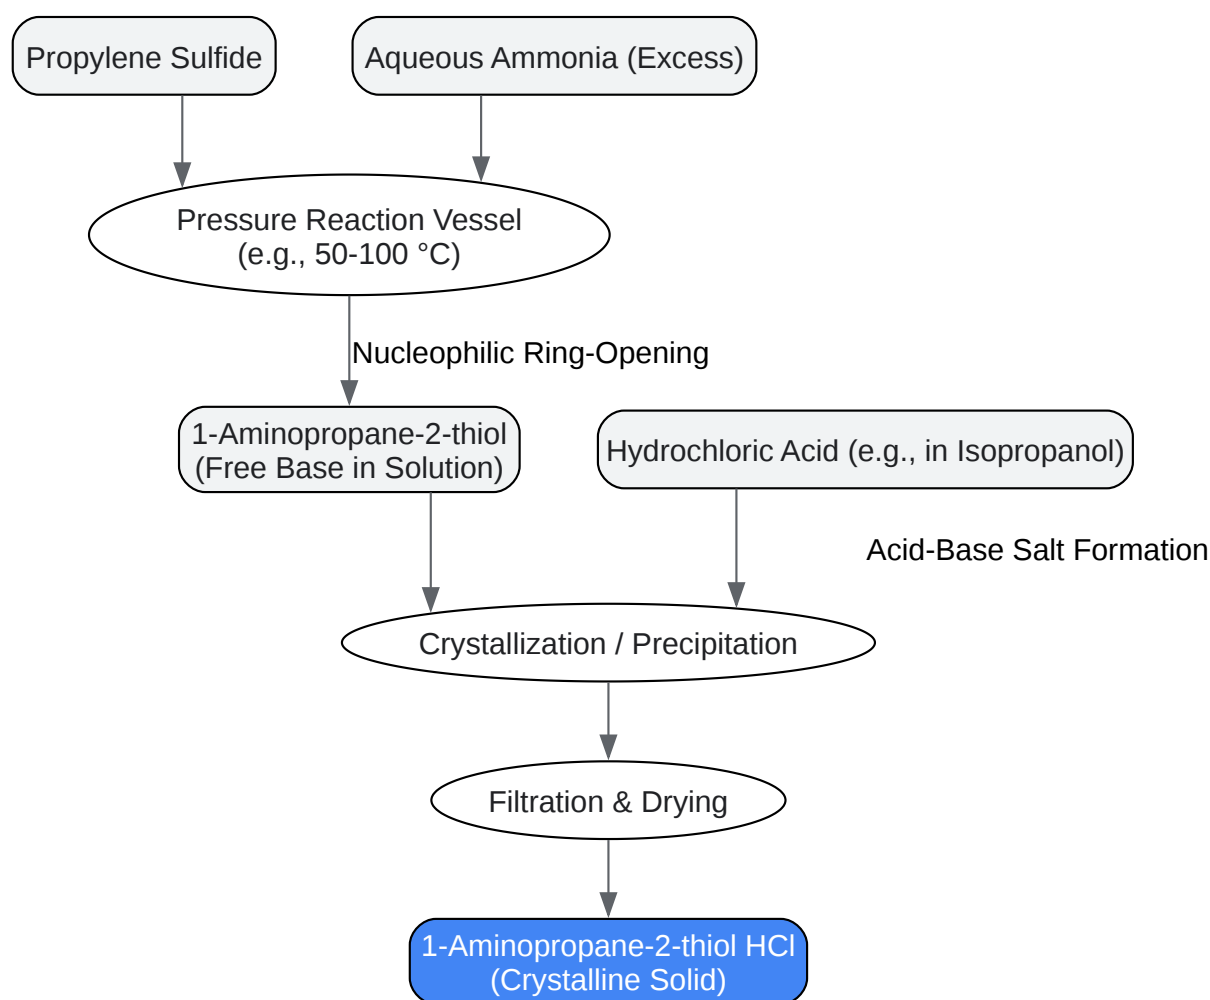 Propylene Sulfide
Aqueous Ammonia (Excess)
Pressure Reaction Vessel
(e.g., 50-100 °C)
Nucleophilic Ring-Opening
1-Aminopropane-2-thiol
(Free Base in Solution)
Hydrochloric Acid (e.g., in Isopropanol)
Acid-Base Salt Formation
Crystallization / Precipitation
Filtration & Drying
1-Aminopropane-2-thiol HCl
(Crystalline Solid)